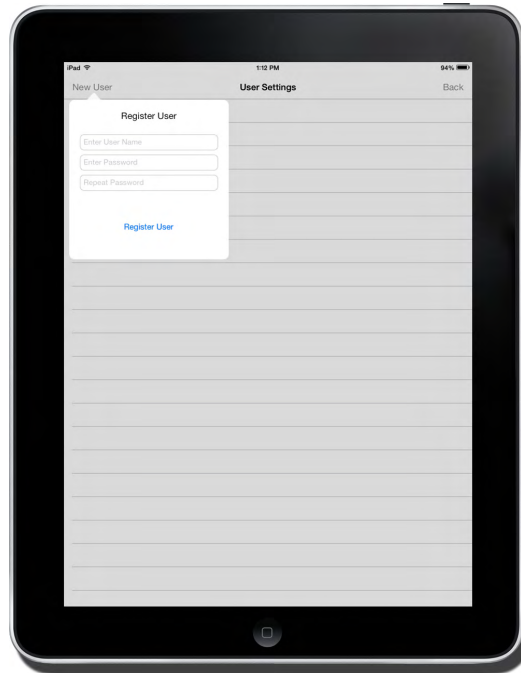 iPad 1:12 PM 94%
New User User Settings Back
Register User
Enter User Name
Enter Password
Repeat Password
Register User